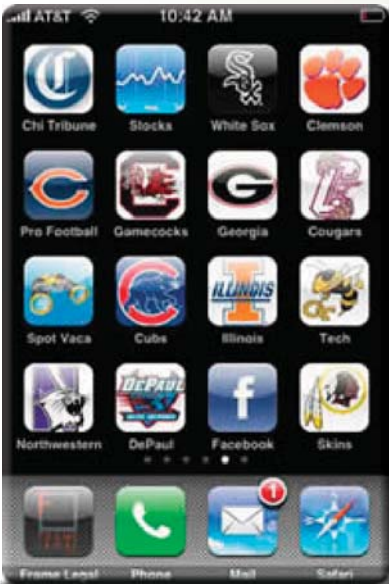 AT&T 10:42 AM
Chi Tribune Stocks White Sox Clemson
Pro Football Gamecocks Georgia Cougars
ILLINOIS
Spot Vaca Cubs Illinois Tech
DEPAUL
Northwestern DePaul Facebook Skins
1
Frame Legal Phone Mail Safari